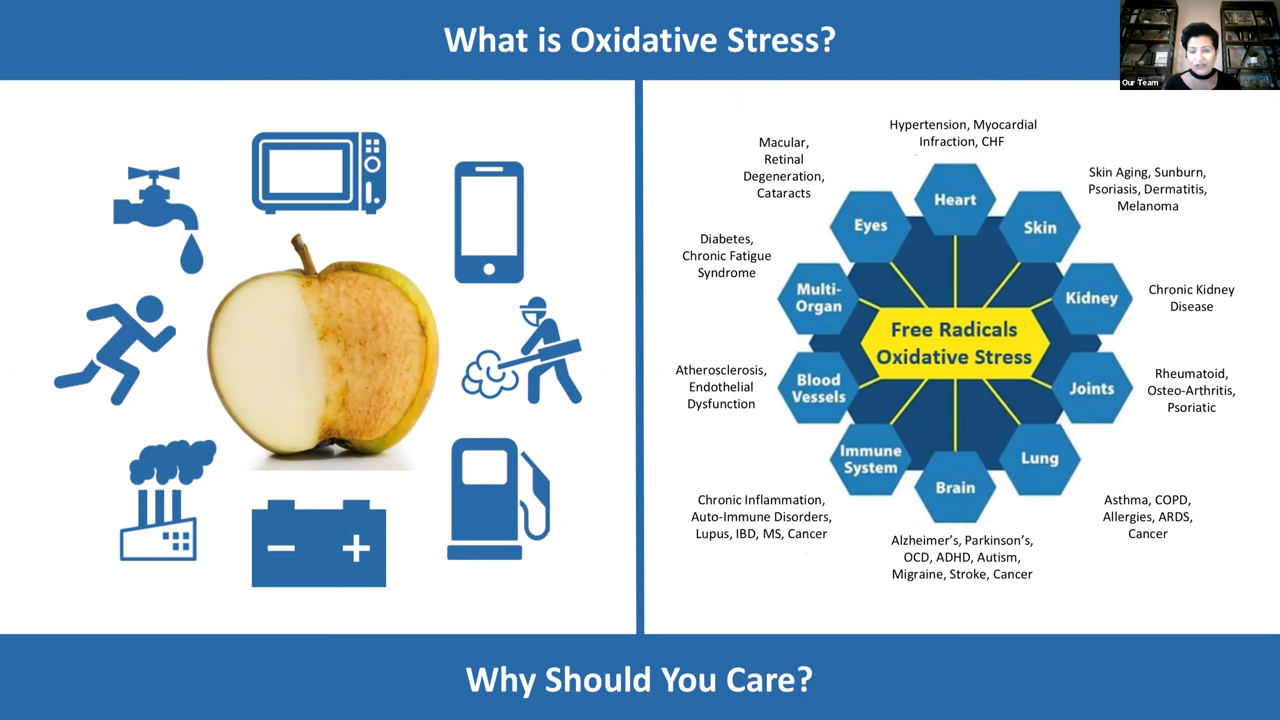 What is Oxidative Stress?
Our Team
Hypertension, Myocardial
Infraction, CHF
Macular,
Retinal
Degeneration,
Cataracts
Skin Aging, Sunburn,
Psoriasis, Dermatitis,
Melanoma
Heart
Eyes
Skin
Diabetes,
Chronic Fatigue
Syndrome
Multi-
Organ
Kidney
Chronic Kidney
Disease
Free Radicals
Oxidative Stress
Atherosclerosis,
Endothelial
Dysfunction
Blood
Vessels
Joints
Rheumatoid,
Osteo-Arthritis,
Psoriatic
Immune
System
Brain
Lung
Chronic Inflammation,
Auto-Immune Disorders,
Lupus, IBD, MS, Cancer
Asthma, COPD,
Allergies, ARDS,
Cancer
Alzheimer's, Parkinson's,
OCD, ADHD, Autism,
Migraine, Stroke, Cancer
Why Should You Care?